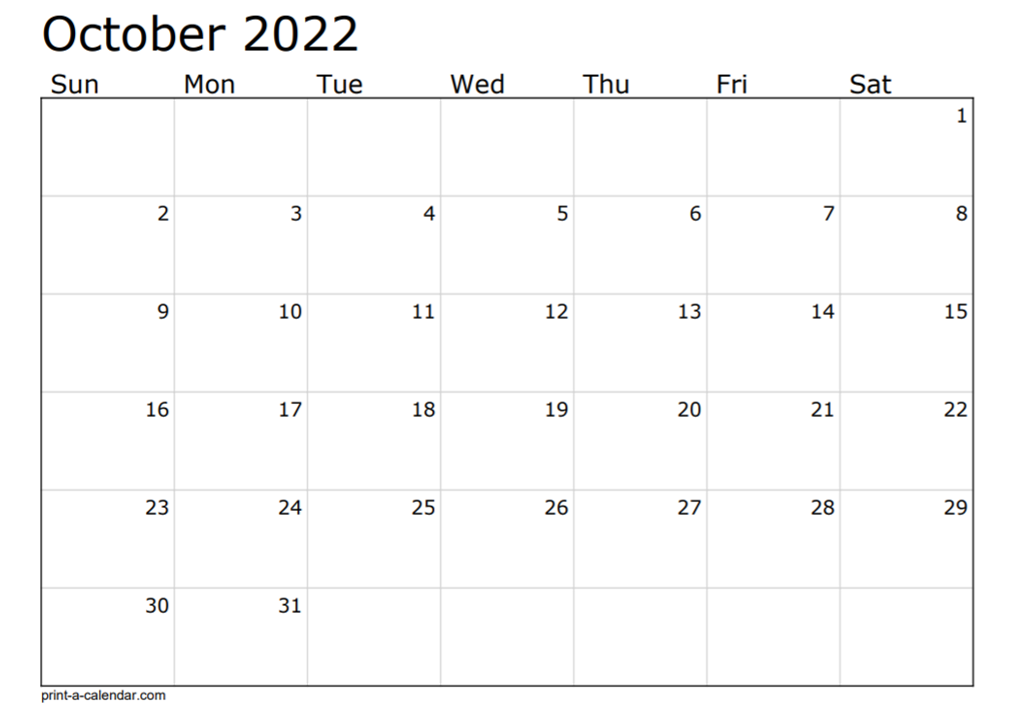 October 2022
Sun Mon Tue Wed Thu Fri Sat
1
2 3 4 5 6 7 8
9 10 11 12 13 14 15
16 17 18 19 20 21 22
23 24 25 26 27 28 29
30 31
print-a-calendar.com